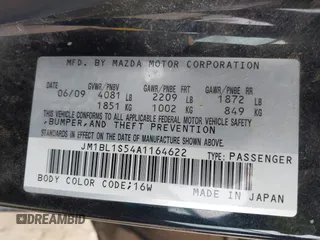 MFD. BY MAZDA MOTOR CORPORATION
GVWR/PNBV GAWR/PNBE FR GAWR/PNBE RR
06/09 4081 LB 2209 LB 1872 LB
1851 KG 1002 KG 849 KG
THIS VEHICLE CONFORMS TO ALL APPLICABLE FEDERAL MOTOR VEHICLE SAFETY
,BUMPER, AND THEFT PREVENTION
STANDARDS IN EFFECT ON THE DATE OF MANUFACTURE SHOWN ABOVE.
JM1BL1S54A1164622 TYPE: PASSENGER
BODY COLOR CODE;16W MADE IN JAPAN
DREAMBID